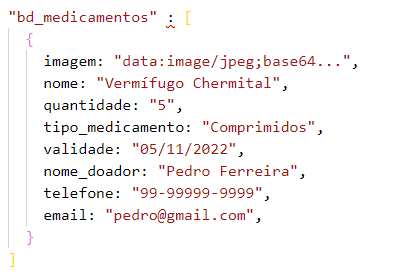 "bd_medicamentos" : [
{
imagem: "data:image/jpeg;base64...",
nome: "Vermífugo Chermital",
quantidade: "5",
tipo_medicamento: "Comprimidos",
validade: "05/11/2022",
nome_doador: "Pedro Ferreira",
telefone: "99-99999-9999",
email: "pedro@gmail.com",
}
]